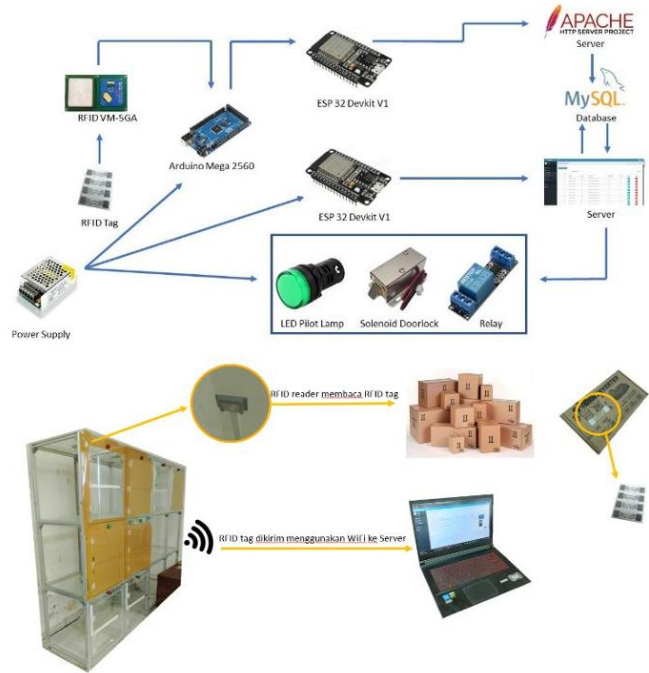 APACHE
HTTP SERVER PROJECT
Server
MySQL
Database
ESP 32 Devkit V1
RFID VM-5GA
Arduino Mega 2560
RFID Tag
ESP 32 Devkit V1
Server
Power Supply
LED Pilot Lamp
Solenoid Doorlock
Relay
RFID reader membaca RFID tag
RFID tag dikirim menggunakan WiFi ke Server